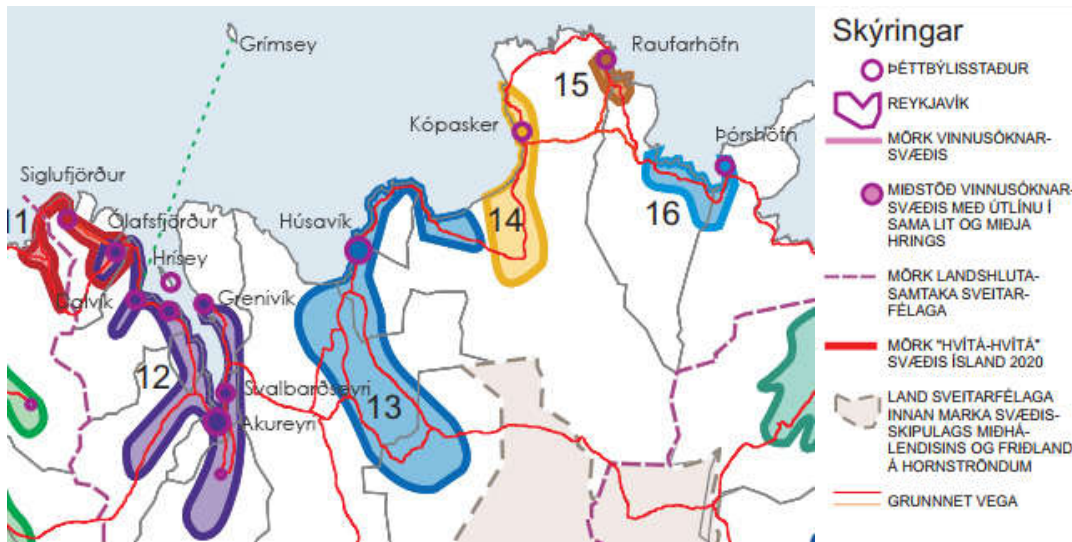 Grímsey
Raufarhöfn
15
Kópasker
Þórshöfn
Siglufjörður
11
Ólafsfjörður
Húsavík
14
16
Hrísey
Dalvík
Grenivík
12
Svalbarðseyri
13
Akureyri
Skýringar
ÞÉTTBÝLISSTAÐUR
REYKJAVÍK
MÖRK VINNUSÓKNAR-
SVÆÐIS
MIÐSTÖÐ VINNUSÓKNAR-
SVÆÐIS MEÐ ÚTLÍNU Í
SAMA LIT OG MIÐJA
HRINGS
MÖRK LANDSHLUTA-
SAMTAKA SVEITAR-
FÉLAGA
MÖRK "HVÍTÁ-HVÍTÁ"
SVÆÐIS ÍSLAND 2020
LAND SVEITARFÉLAGA
INNAN MARKA SVÆÐIS-
SKIPULAGS MIÐHÁ-
LENDISINS OG FRIÐLAND
Á HORNSTRÖNDUM
GRUNNNET VEGA